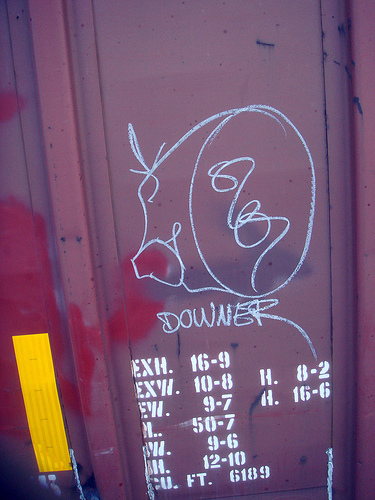 DOWNER
EXH. 16-9
EXW. 10-8 H. 8-2
EW. 9-7 H. 16-6
L. 50-7
W. 9-6
H. 12-10
CU. FT. 6189